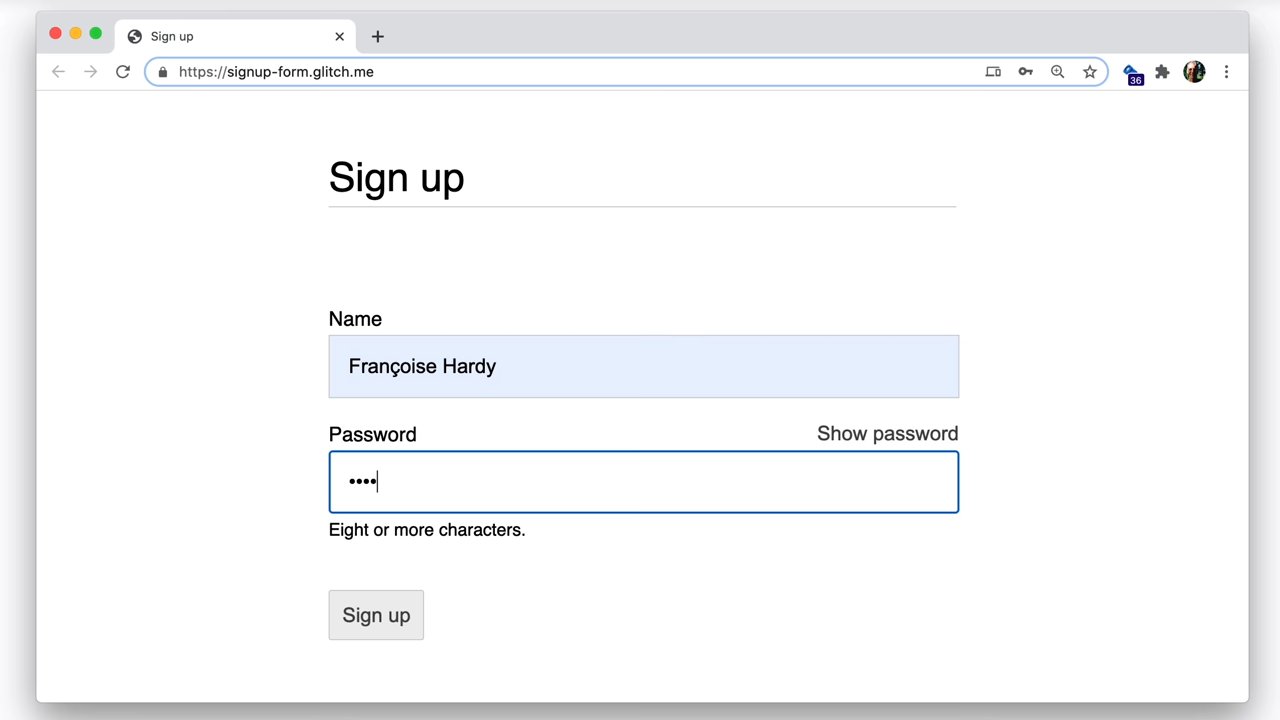 Sign up
https://signup-form.glitch.me
36
Sign up
Name
Françoise Hardy
Password Show password
••••
Eight or more characters.
Sign up